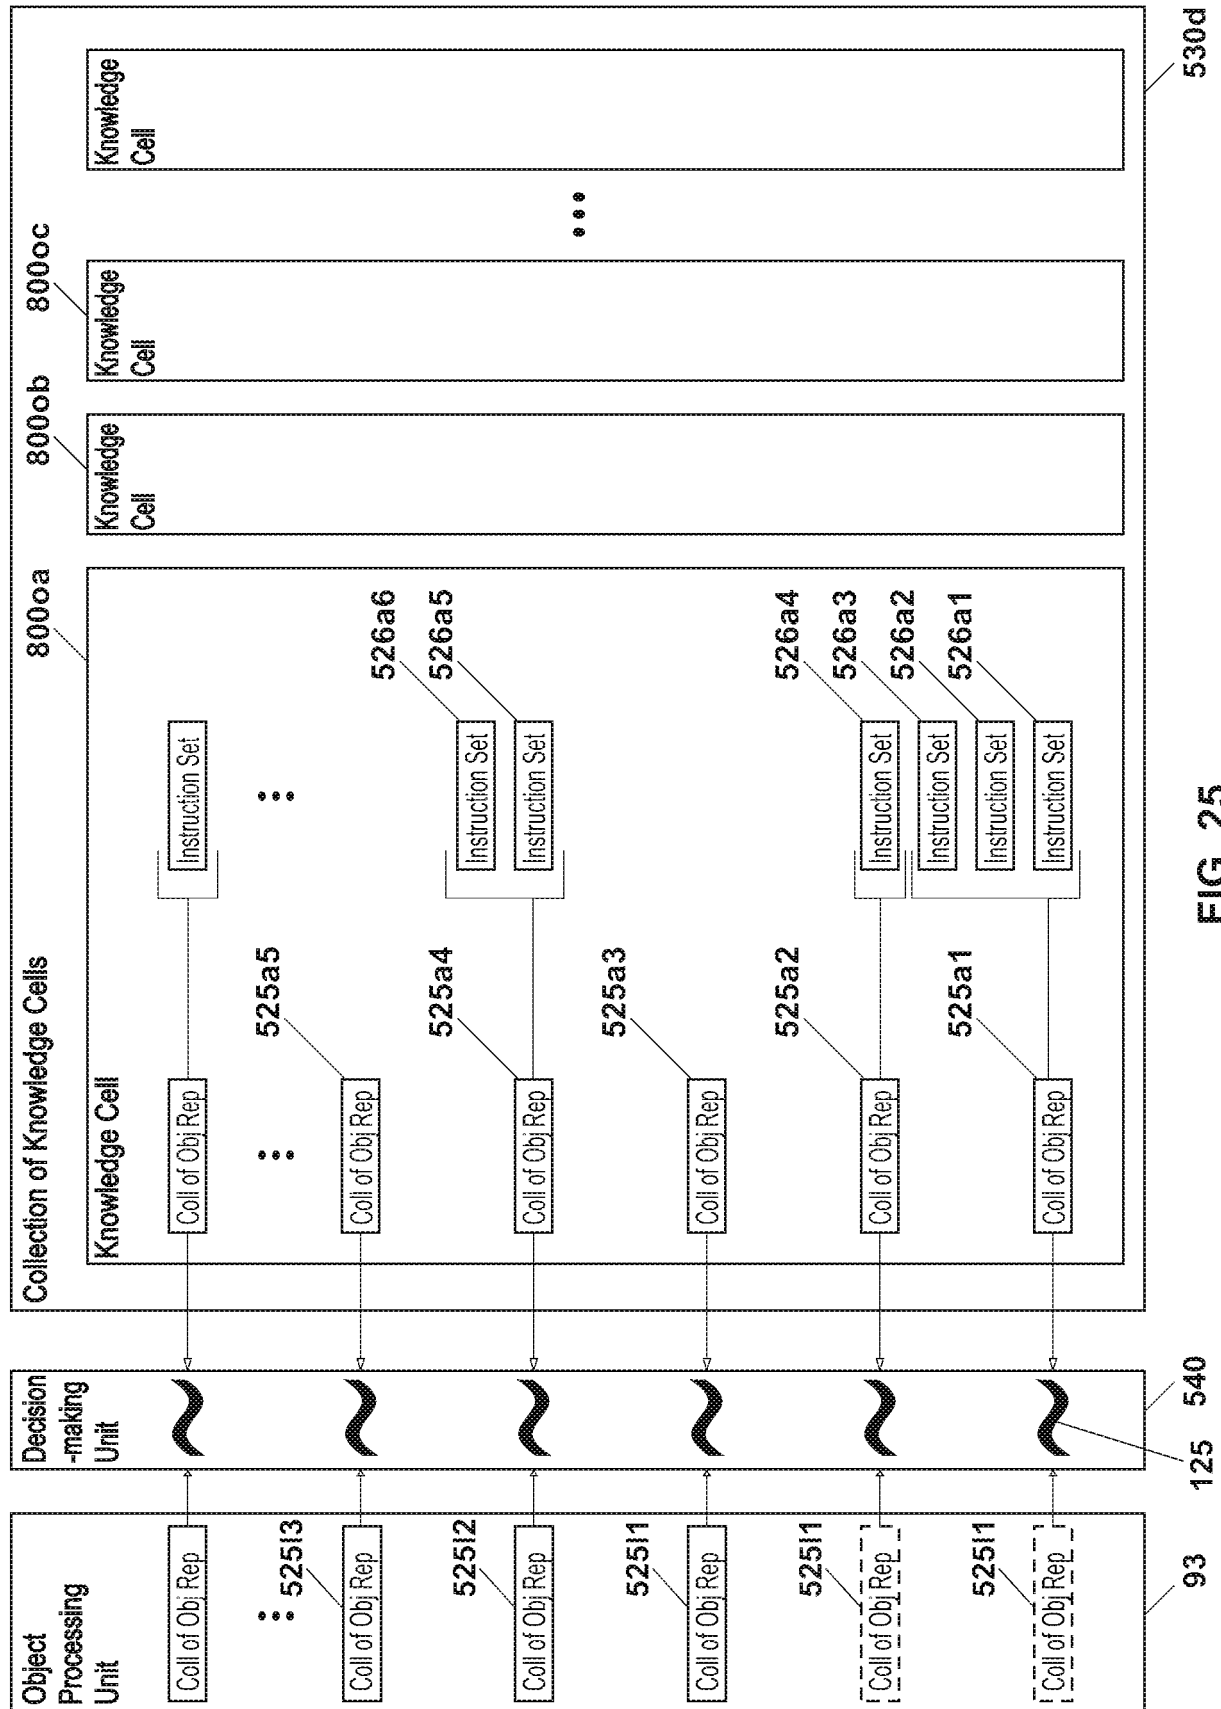 Object
Processing
Unit
Coll of Obj Rep
525l3
Coll of Obj Rep
525l2
Coll of Obj Rep
525l1
Coll of Obj Rep
525l1
Coll of Obj Rep
525l1
Coll of Obj Rep
93
Decision
-making
Unit
125
540
Collection of Knowledge Cells
800oa
Knowledge Cell
Coll of Obj Rep
525a5
Coll of Obj Rep
525a4
Coll of Obj Rep
525a3
Coll of Obj Rep
525a2
Coll of Obj Rep
525a1
Coll of Obj Rep
Instruction Set
526a6
Instruction Set
526a5
Instruction Set
526a4
Instruction Set
526a3
Instruction Set
526a2
Instruction Set
526a1
Instruction Set
800ob
Knowledge
Cell
800oc
Knowledge
Cell
Knowledge
Cell
530d
FIG. 25